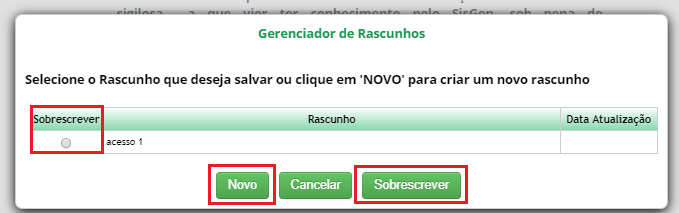 sigilosa a que vier ter conhecimento pelo SisGen, sob pena de
Gerenciador de Rascunhos
Selecione o Rascunho que deseja salvar ou clique em 'NOVO' para criar um novo rascunho
Sobrescrever Rascunho Data Atualização
acesso 1
Novo Cancelar Sobrescrever